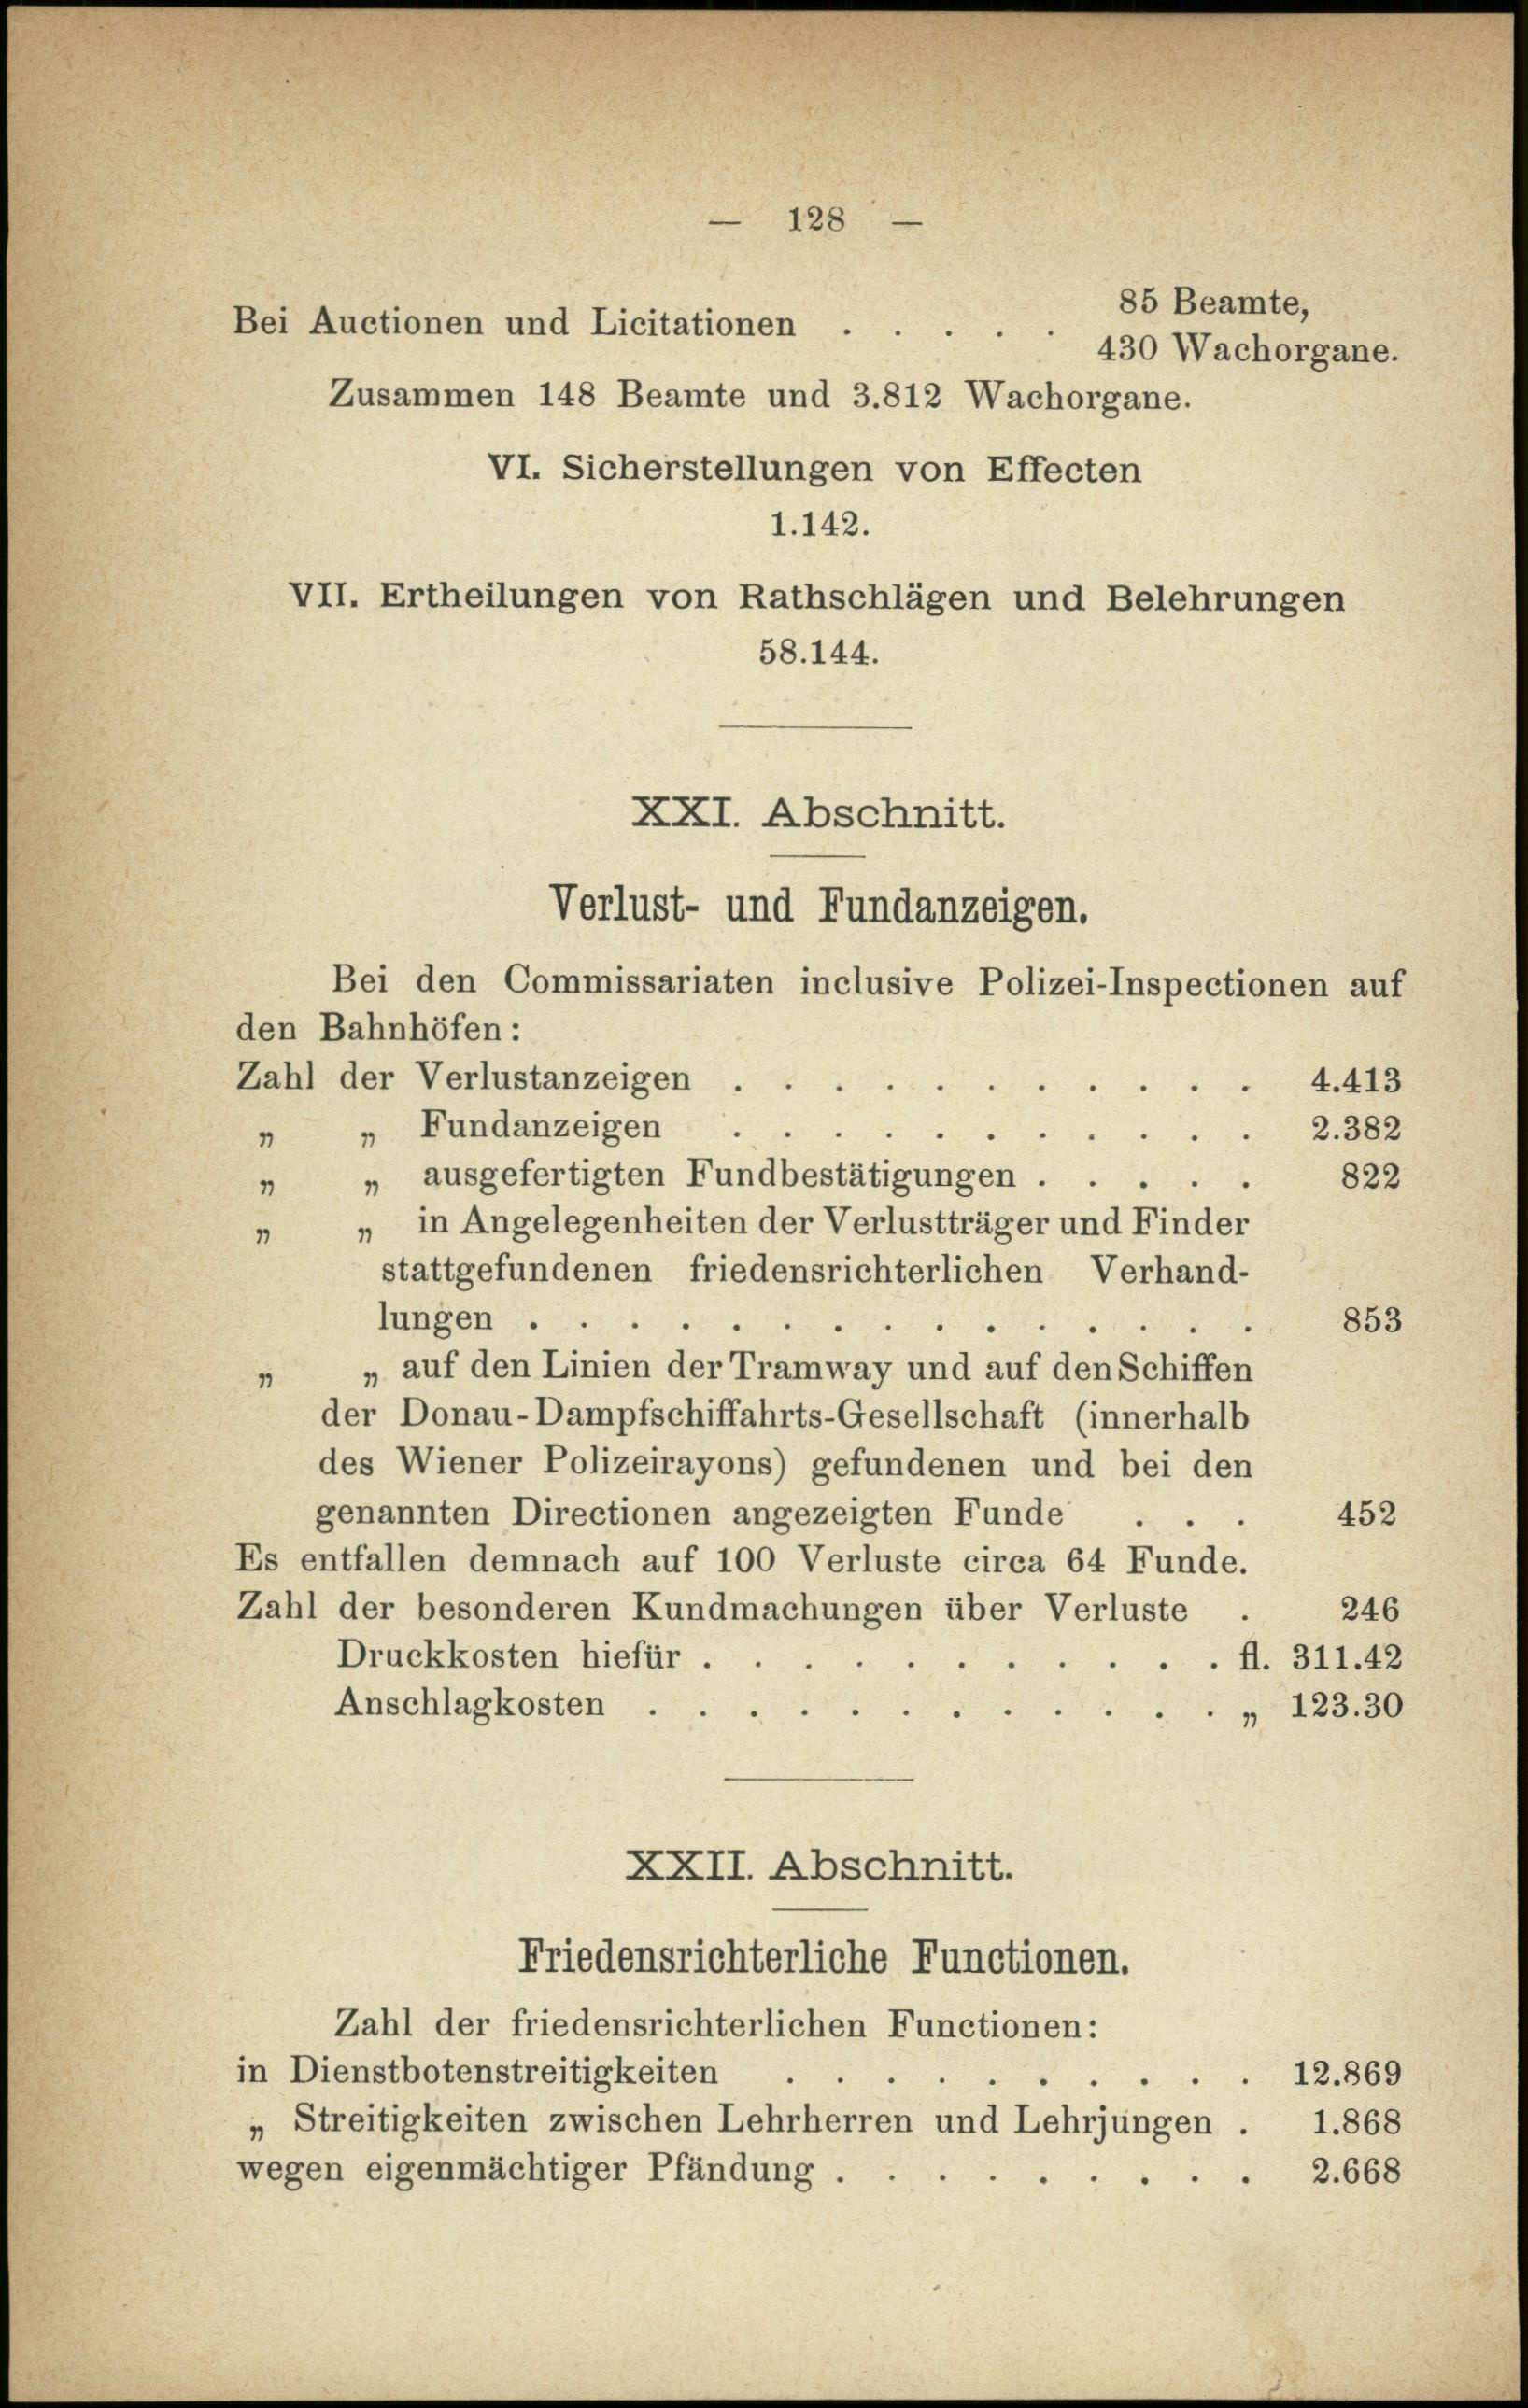 — 128 —
Bei Auctionen und Licitationen . . . . . 85 Beamte,
430 Wachorgane.
Zusammen 148 Beamte und 3.812 Wachorgane.
VI. Sicherstellungen von Effecten
1.142.
VII. Ertheilungen von Rathschlägen und Belehrungen
58.144.
XXI. Abschnitt.
Verlust- und Fundanzeigen.
Bei den Commissariaten inclusive Polizei-Inspectionen auf
den Bahnhöfen:
Zahl der Verlustanzeigen . . . . . . . . . . . 4.413
„ „ Fundanzeigen . . . . . . . . . . . 2.382
„ „ ausgefertigten Fundbestätigungen . . . . . 822
„ „ in Angelegenheiten der Verlustträger und Finder
stattgefundenen friedensrichterlichen Verhand-
lungen . . . . . . . . . . . . . . . 853
„ „ auf den Linien der Tramway und auf den Schiffen
der Donau-Dampfschiffahrts-Gesellschaft (innerhalb
des Wiener Polizeirayons) gefundenen und bei den
genannten Directionen angezeigten Funde . . . 452
Es entfallen demnach auf 100 Verluste circa 64 Funde.
Zahl der besonderen Kundmachungen über Verluste . 246
Druckkosten hiefür . . . . . . . . . . . fl. 311.42
Anschlagkosten . . . . . . . . . . . . „ 123.30
XXII. Abschnitt.
Friedensrichterliche Functionen.
Zahl der friedensrichterlichen Functionen:
in Dienstbotenstreitigkeiten . . . . . . . . . . 12.869
„ Streitigkeiten zwischen Lehrherren und Lehrjungen . 1.868
wegen eigenmächtiger Pfändung . . . . . . . . . 2.668